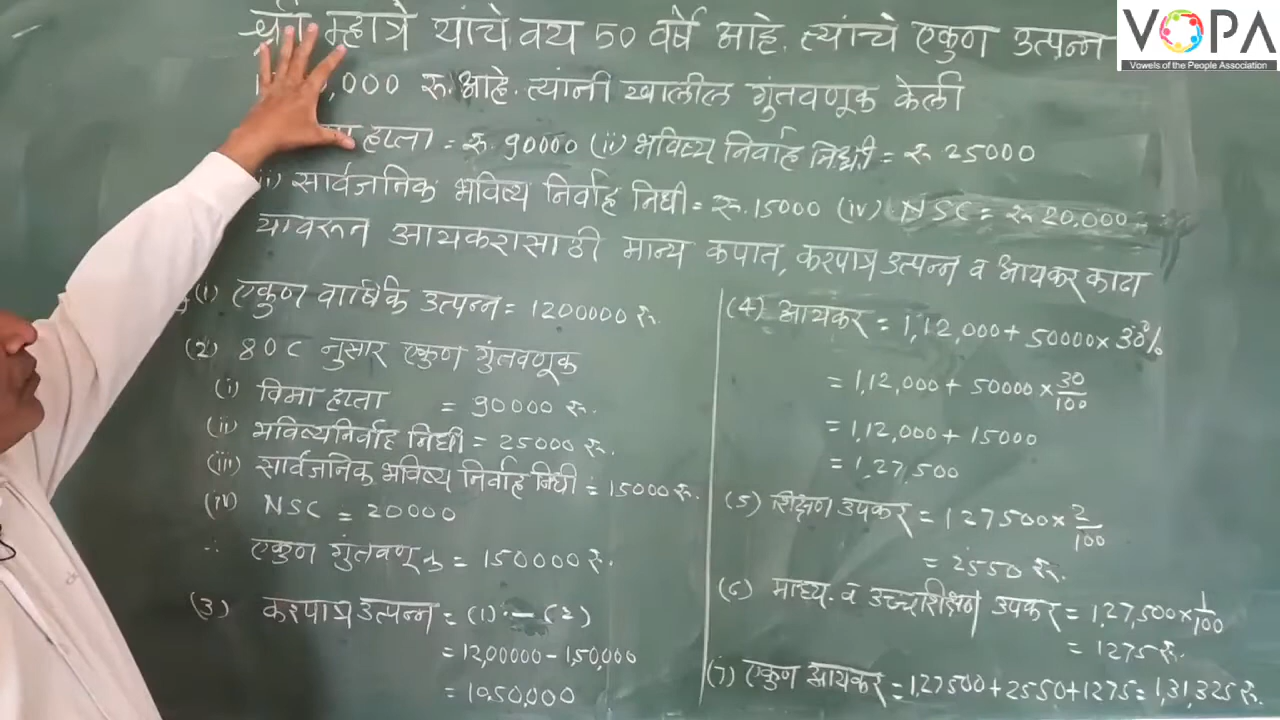 श्री म्हात्रे यांचे वय 50 वर्षे आहे. त्यांचे एकुण उत्पन्न
,000 रु. आहे. त्यांनी खालील गुंतवणूक केली
हप्ता = रु. 90000 (ii) भविष्य निर्वाह निधी = रु 25000
सार्वजनिक भविष्य निर्वाह निधी = रु. 15000 (iv) NSC = रु 20,000
यावरून आयकरासाठी मान्य कपात, करपात्र उत्पन्न व आयकर काढा
(1) एकुण वार्षिक उत्पन्न = 1200000 रु.
(2) 80C नुसार एकुण गुंतवणूक
(i) विमा हप्ता = 90000 रु.
(ii) भविष्यनिर्वाह निधी = 25000 रु.
(iii) सार्वजनिक भविष्य निर्वाह निधी = 15000 रु.
(iv) NSC = 20000
∴ एकुण गुंतवणूक = 150000 रु.
(3) करपात्र उत्पन्न = (1) - (2)
= 12,00000 - 1,50,000
= 10,50,000
(4) आयकर = 1,12,000 + 50000 × 30%
= 1,12,000 + 50000 × 30/100
= 1,12,000 + 15000
= 1,27,500
(5) शिक्षण उपकर = 127500 × 2/100
= 2550 रु.
(6) माध्य. व उच्चशिक्षण उपकर = 1,27,500 × 1/100
= 1275 रु.
(7) एकुण आयकर = 1,27500 + 2550 + 1275 = 1,31,325 रु.
VOPA
Vowels of the People Association